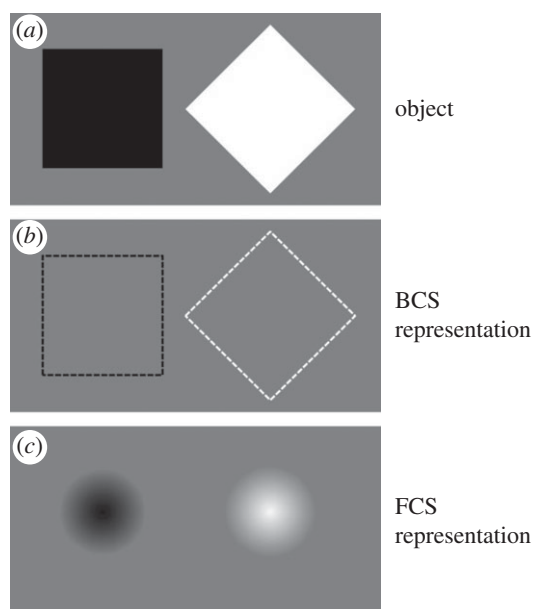 (a)
object
(b)
BCS
representation
(c)
FCS
representation